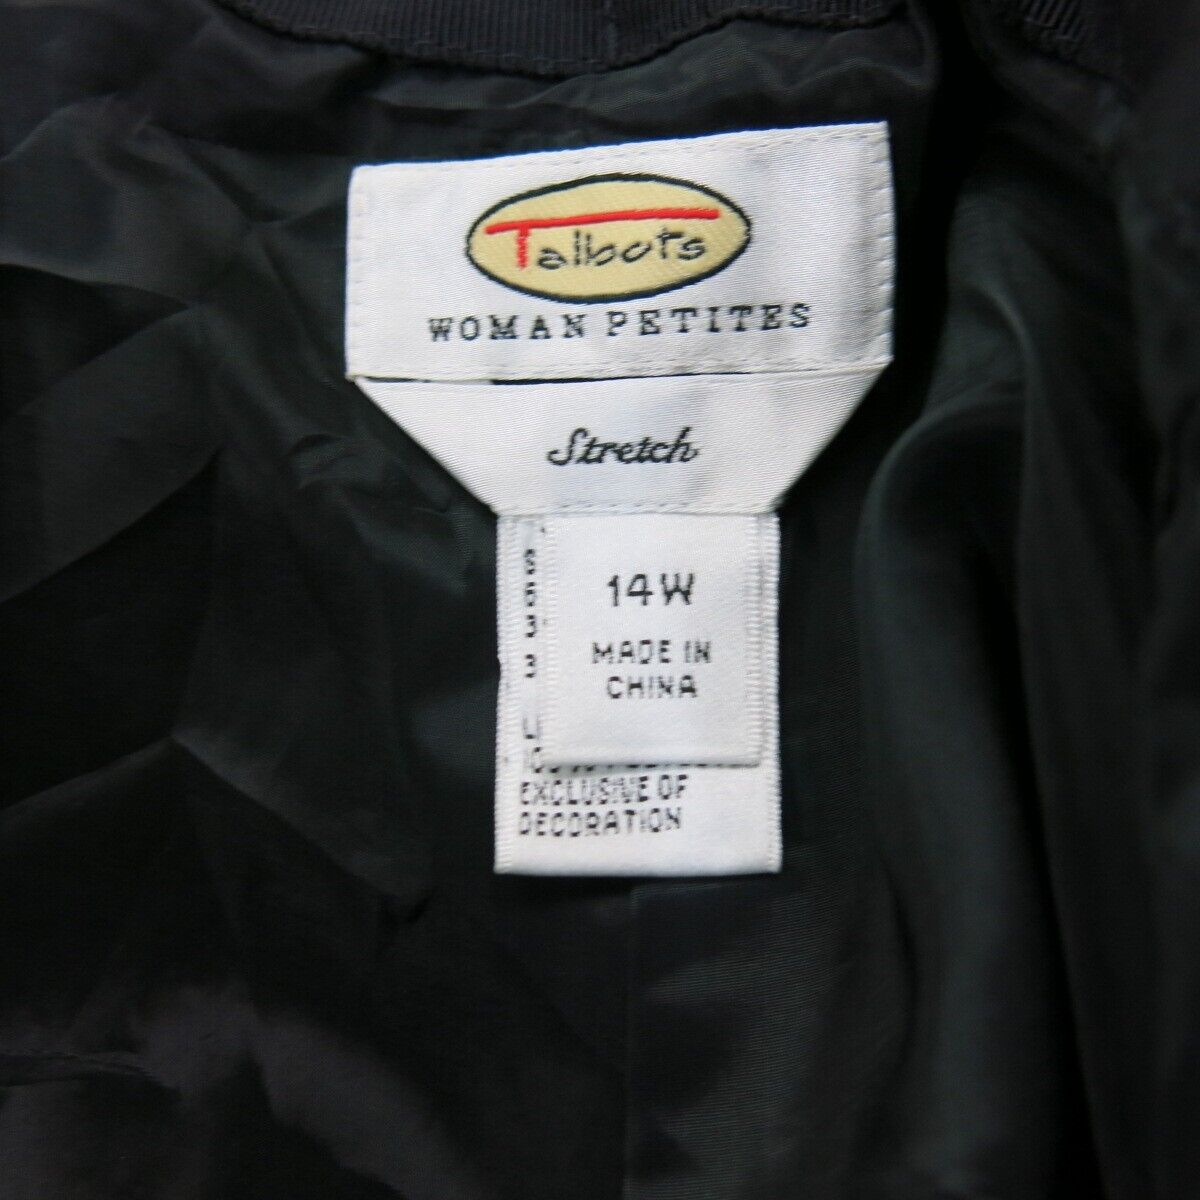 Talbots
WOMAN PETITES
Stretch
14W
MADE IN
CHINA
EXCLUSIVE OF
DECORATION